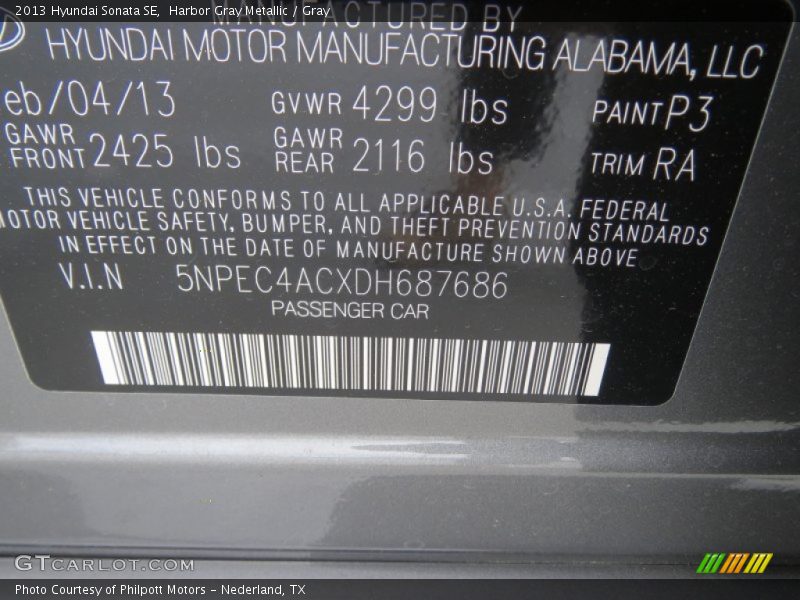 2013 Hyundai Sonata SE,  Harbor Gray Metallic / Gray
MANUFACTURED BY
HYUNDAI MOTOR MANUFACTURING ALABAMA, LLC
eb/04/13 GVWR 4299 lbs PAINT P3
GAWR FRONT 2425 lbs GAWR REAR 2116 lbs TRIM RA
THIS VEHICLE CONFORMS TO ALL APPLICABLE U.S.A. FEDERAL
MOTOR VEHICLE SAFETY, BUMPER, AND THEFT PREVENTION STANDARDS
IN EFFECT ON THE DATE OF MANUFACTURE SHOWN ABOVE
V.I.N 5NPEC4ACXDH687686
PASSENGER CAR
GTCARLOT.COM
Photo Courtesy of Philpott Motors - Nederland, TX